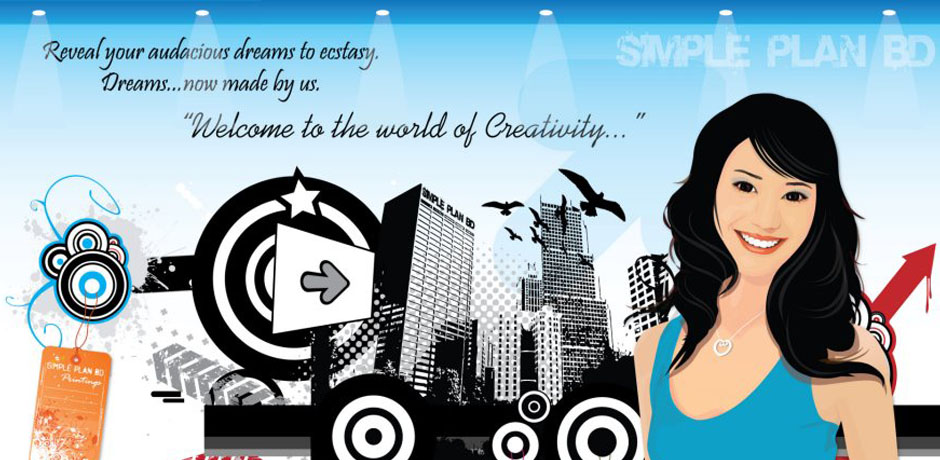 Reveal your audacious dreams to ecstasy.
SIMPLE PLAN BD
Dreams...now made by us.
"Welcome to the world of Creativity..."
SIMPLE PLAN BD
SIMPLE PLAN BD
Printings